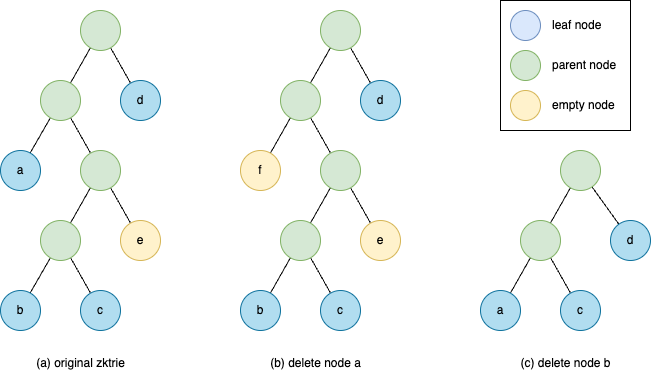 leaf node
parent node
empty node
d
a
e
b
c
d
f
e
b
c
d
a
c
(a) original zktrie
(b) delete node a
(c) delete node b